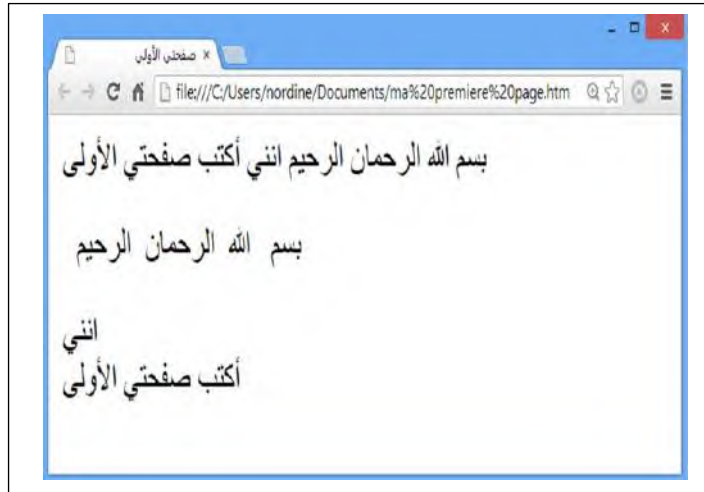 صفحتي الأولى
file:///C:/Users/nordine/Documents/ma%20premiere%20page.htm
بسم الله الرحمان الرحيم انني أكتب صفحتي الأولى
بسم الله الرحمان الرحيم
انني
أكتب صفحتي الأولى